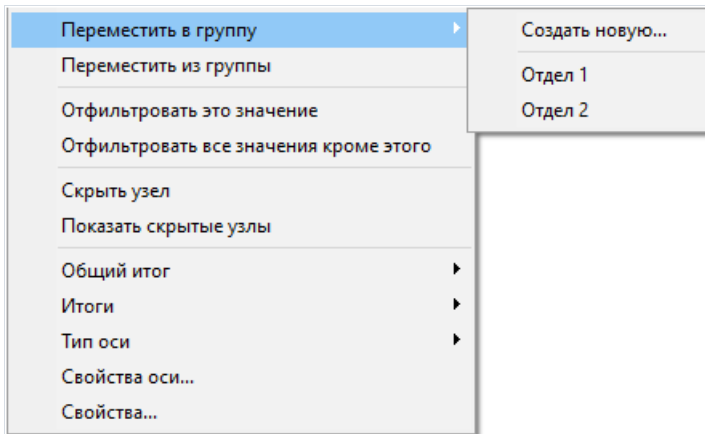 Переместить в группу
Переместить из группы
Отфильтровать это значение
Отфильтровать все значения кроме этого
Скрыть узел
Показать скрытые узлы
Общий итог
Итоги
Тип оси
Свойства оси...
Свойства...
Создать новую...
Отдел 1
Отдел 2